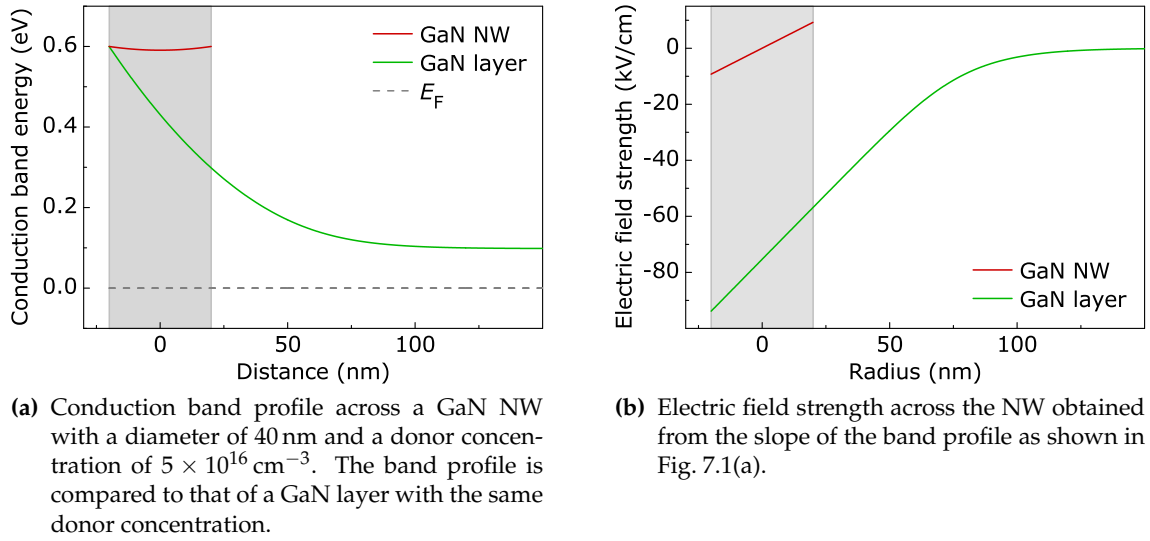 Conduction band energy (eV)
0.6
0.4
0.2
0.0
GaN NW
GaN layer
E_F
0
50
100
Distance (nm)
Electric field strength (kV/cm)
0
-20
-40
-60
-80
GaN NW
GaN layer
0
50
100
Radius (nm)
(a) Conduction band profile across a GaN NW
with a diameter of 40 nm and a donor concen-
tration of 5 × 10¹⁶ cm⁻³. The band profile is
compared to that of a GaN layer with the same
donor concentration.
(b) Electric field strength across the NW obtained
from the slope of the band profile as shown in
Fig. 7.1(a).